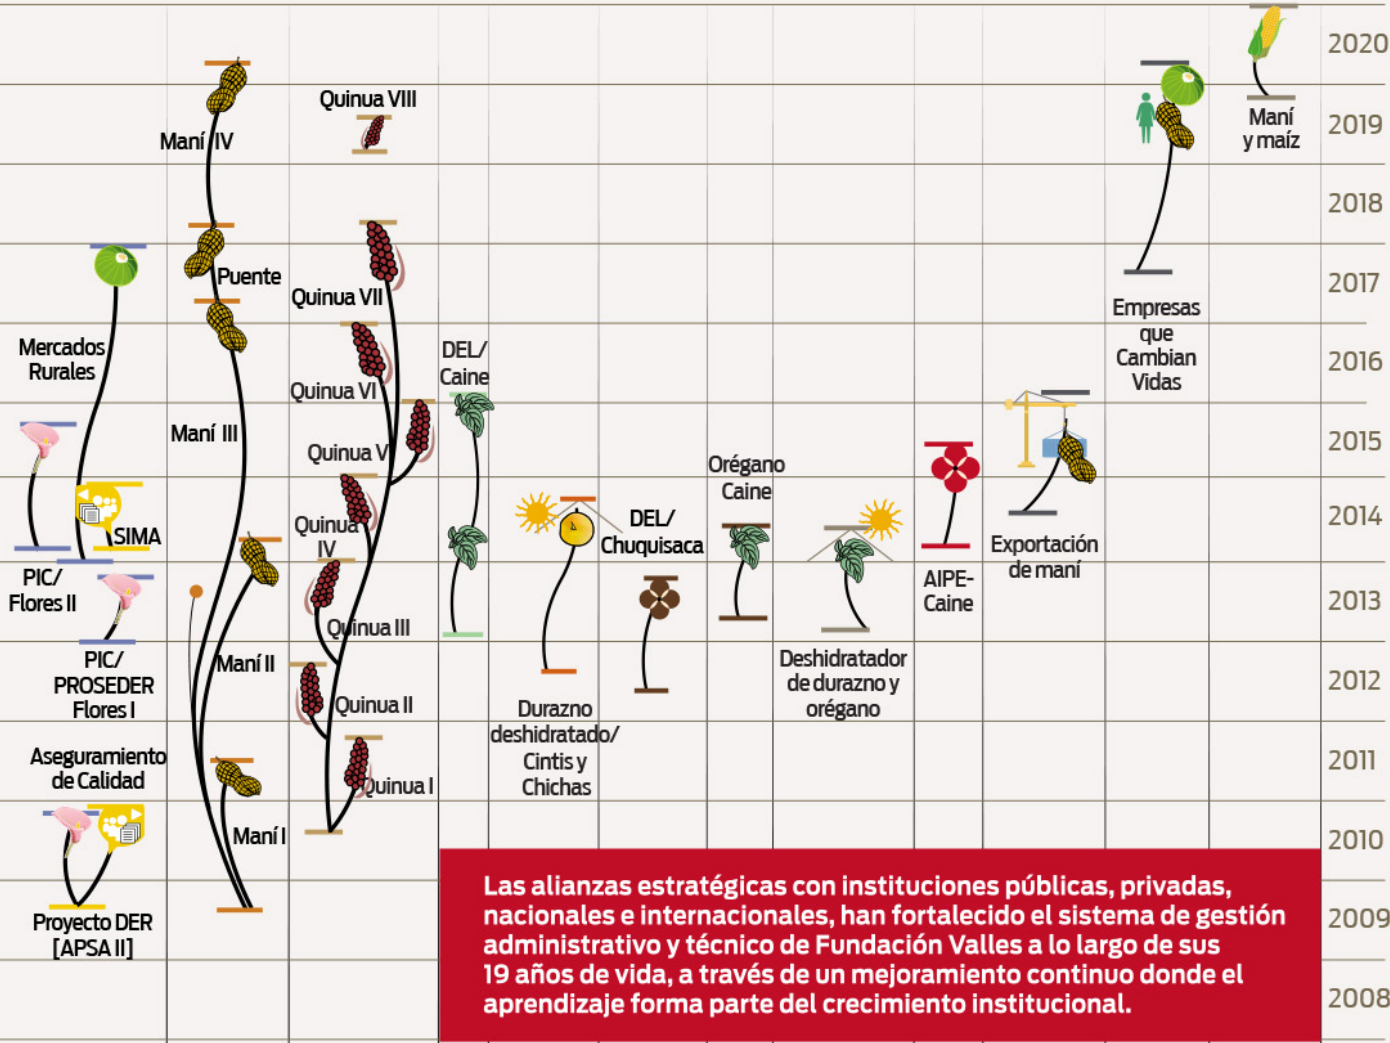 2020
Quinua VIII
Maní
y maíz
2019
Maní IV
2018
Puente
Quinua VII
2017
Empresas
que
Cambian
Vidas
Mercados
Rurales
Quinua VI
DEL/
Caine
2016
Maní III
Quinua V
2015
Orégano
Caine
SIMA
Quinua
IV
DEL/
Chuquisaca
Exportación
de maní
2014
PIC/
Flores II
AIPE-
Caine
2013
Quinua III
PIC/
PROSEDER
Flores I
Maní II
Deshidratador
de durazno y
orégano
2012
Quinua II
Durazno
deshidratado/
Cintis y
Chichas
Aseguramiento
de Calidad
2011
Quinua I
Maní I
2010
Proyecto DER
[APSA II]
2009
Las alianzas estratégicas con instituciones públicas, privadas,
nacionales e internacionales, han fortalecido el sistema de gestión
administrativo y técnico de Fundación Valles a lo largo de sus
19 años de vida, a través de un mejoramiento continuo donde el
aprendizaje forma parte del crecimiento institucional.
2008